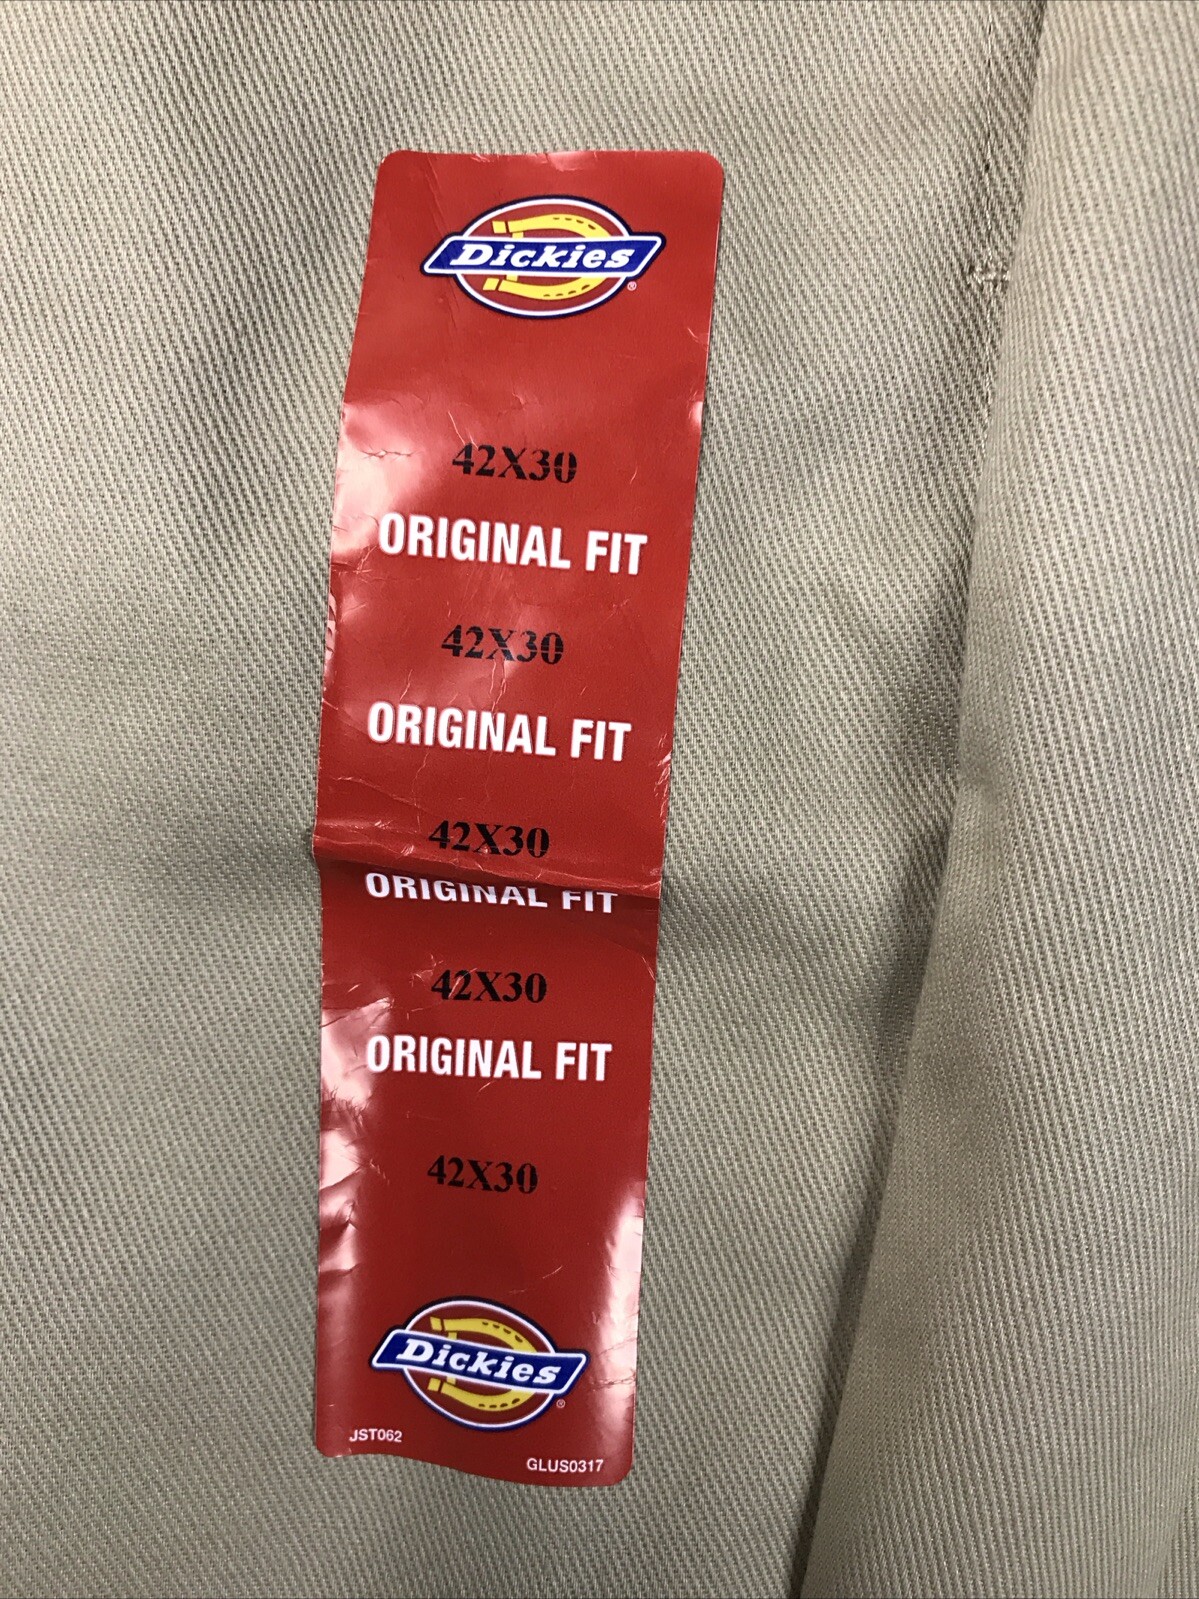 Dickies®
42X30
ORIGINAL FIT
42X30
ORIGINAL FIT
42X30
ORIGINAL FIT
42X30
ORIGINAL FIT
42X30
Dickies®
JST062
GLUS0317